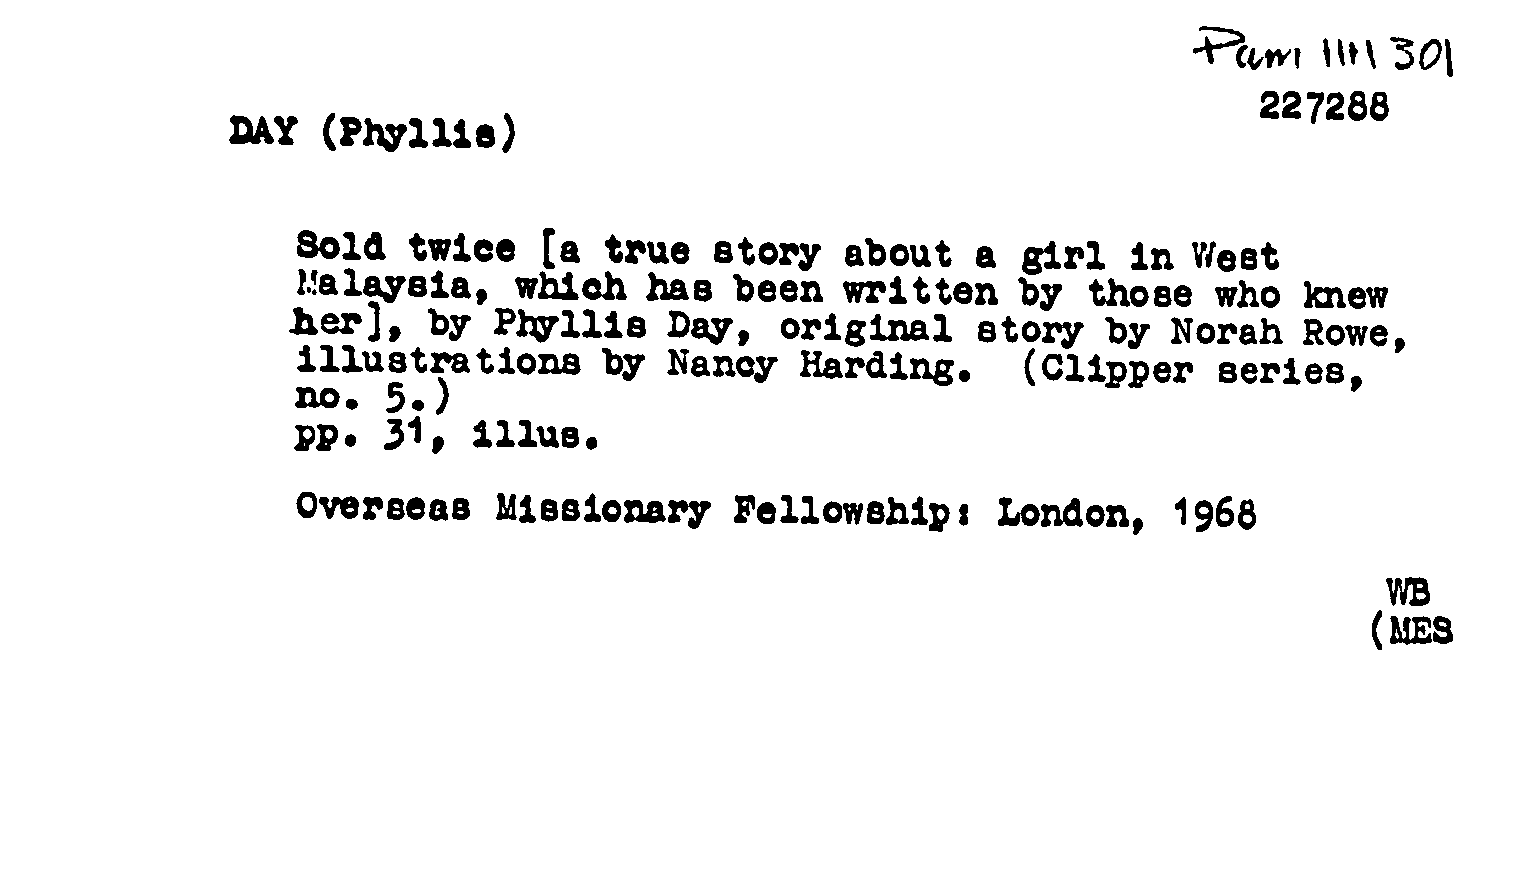 Pam 1111 301
227288
DAY (Phyllis)
Sold twice [a true story about a girl in West
Malaysia, which has been written by those who knew
her], by Phyllis Day, original story by Norah Rowe,
illustrations by Nancy Harding. (Clipper series,
no. 5.)
pp. 31, illus.
Overseas Missionary Fellowship: London, 1968
WB
(MES